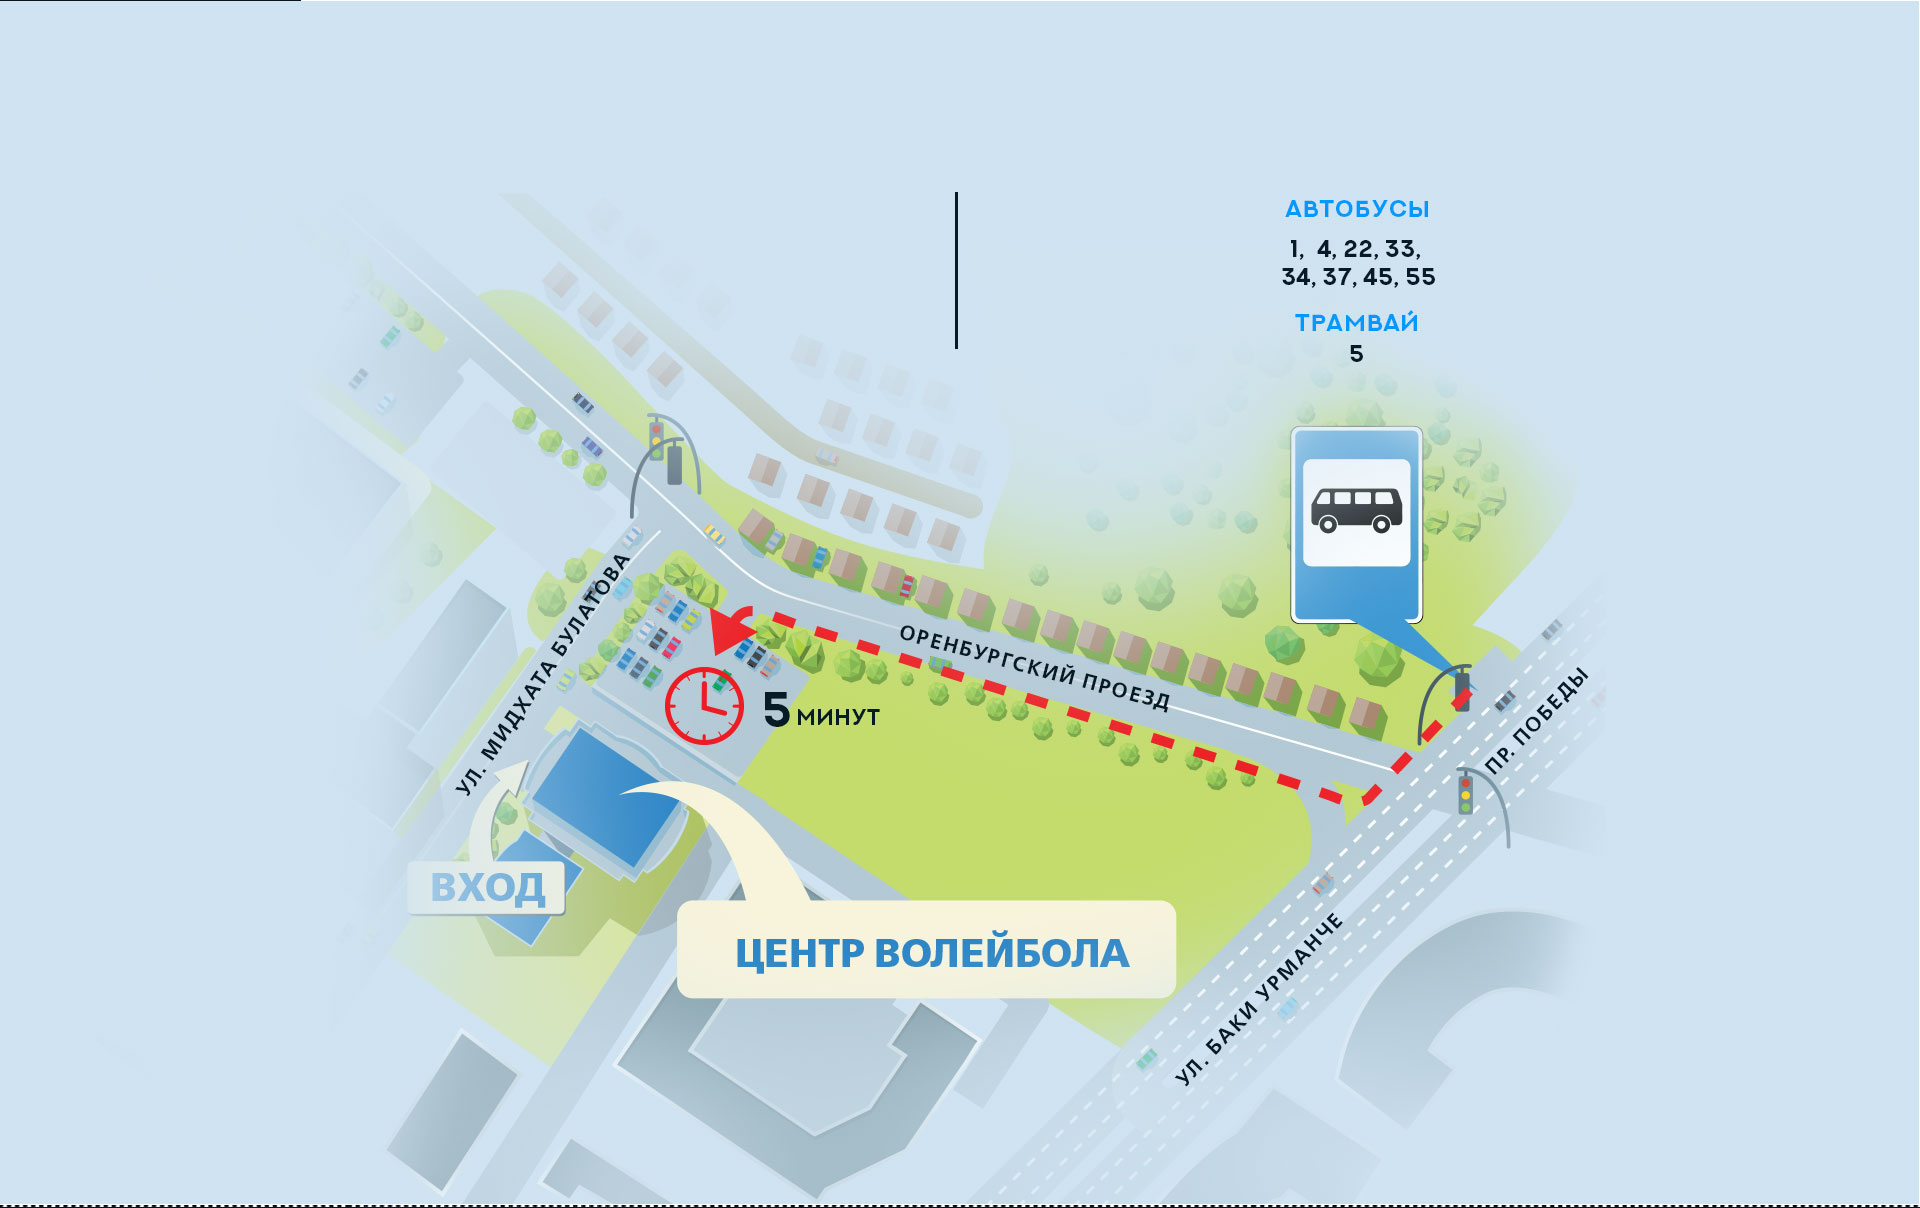 АВТОБУСЫ
1, 4, 22, 33,
34, 37, 45, 55
ТРАМВАЙ
5
УЛ. МИДХАТА БУЛАТОВА
ОРЕНБУРГСКИЙ ПРОЕЗД
5 МИНУТ
ПР. ПОБЕДЫ
ВХОД
ЦЕНТР ВОЛЕЙБОЛА
УЛ. БАКИ УРМАНЧЕ